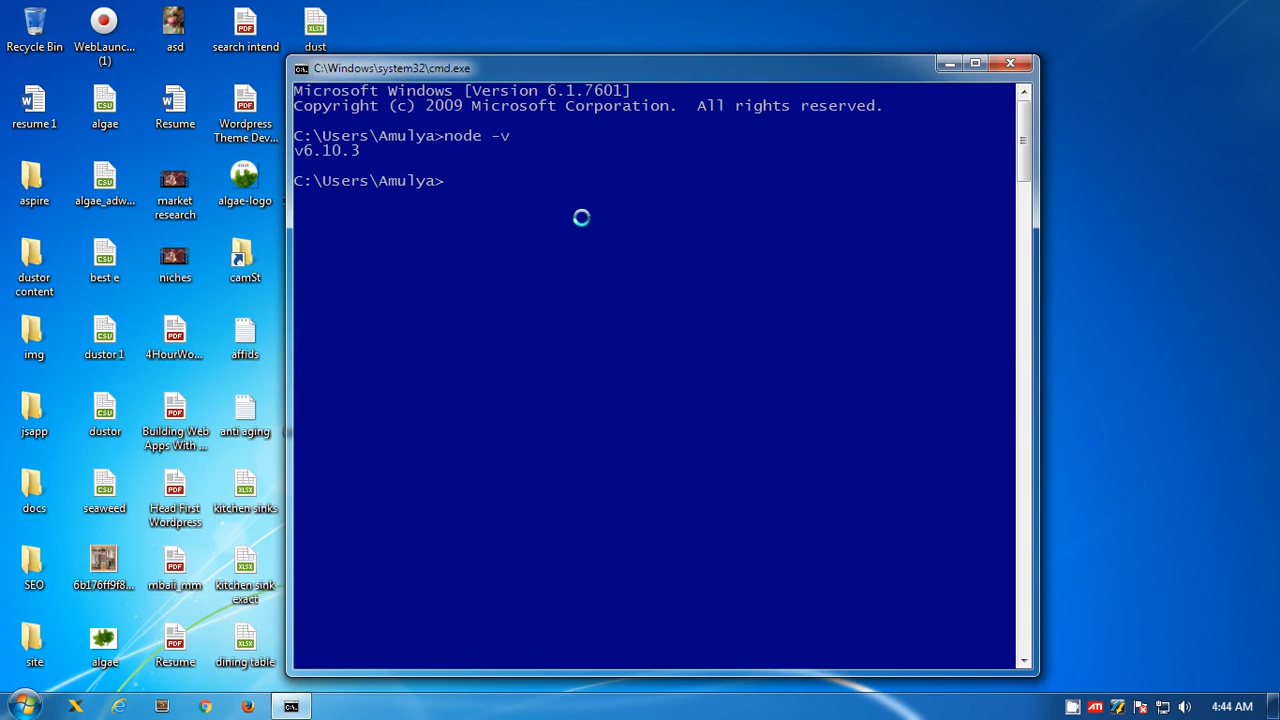 Recycle Bin
WebLaunc...
(1)
asd
search intend
dust
resume 1
algae
Resume
Wordpress
Theme Dev...
aspire
algae_adw...
market
research
algae-logo
dustor
content
best e
niches
camSt
img
dustor 1
4HourWo...
affids
jsapp
dustor
Building Web
Apps With ...
anti aging
docs
seaweed
Head First
Wordpress
kitchen sinks
SEO
6b176ff9f8...
mbaii_mm
kitchen sink
exact
site
algae
Resume
dining table
C:\Windows\system32\cmd.exe
Microsoft Windows [Version 6.1.7601]
Copyright (c) 2009 Microsoft Corporation.  All rights reserved.
C:\Users\Amulya>node -v
v6.10.3
C:\Users\Amulya>
4:44 AM